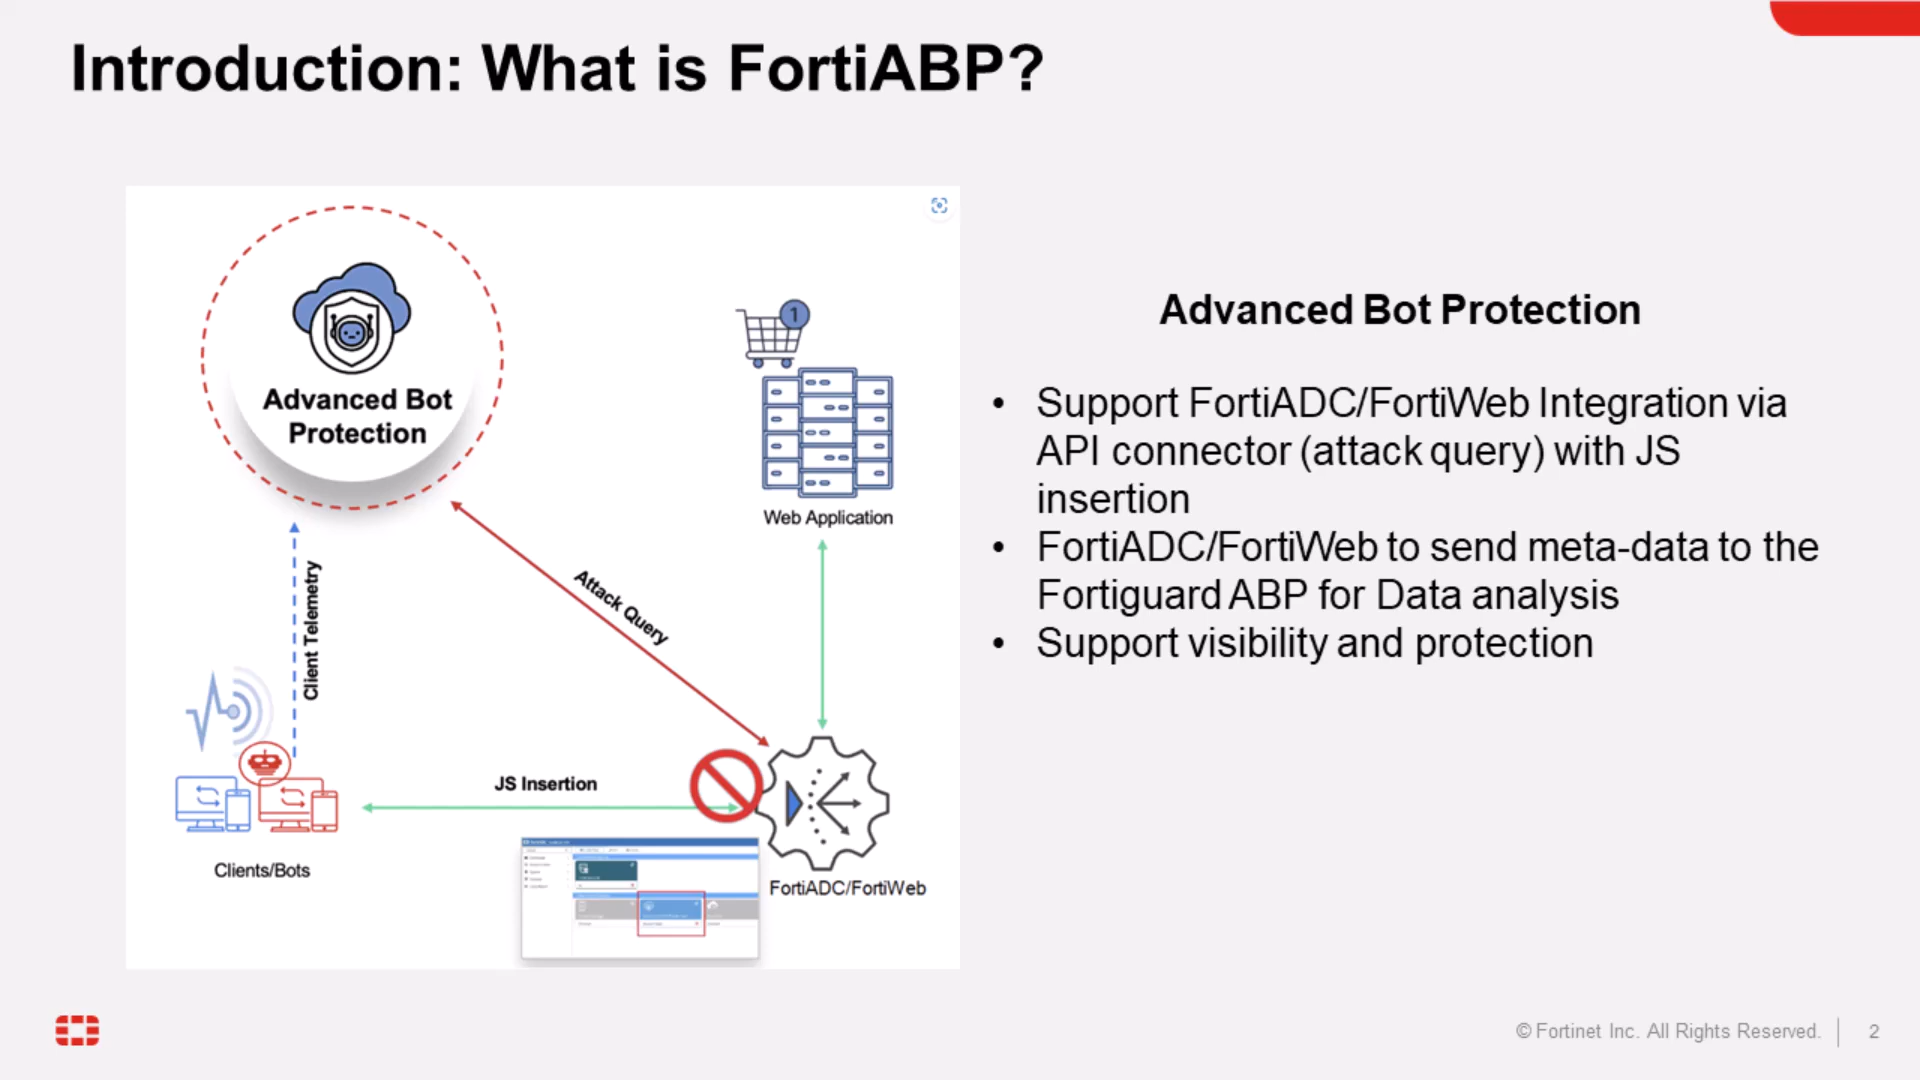 Introduction: What is FortiABP?
Advanced Bot
Protection
1
Web Application
Client Telemetry
Attack Query
JS Insertion
Clients/Bots
FortiADC/FortiWeb
Advanced Bot Protection
• Support FortiADC/FortiWeb Integration via
API connector (attack query) with JS
insertion
• FortiADC/FortiWeb to send meta-data to the
Fortiguard ABP for Data analysis
• Support visibility and protection
© Fortinet Inc. All Rights Reserved.
2